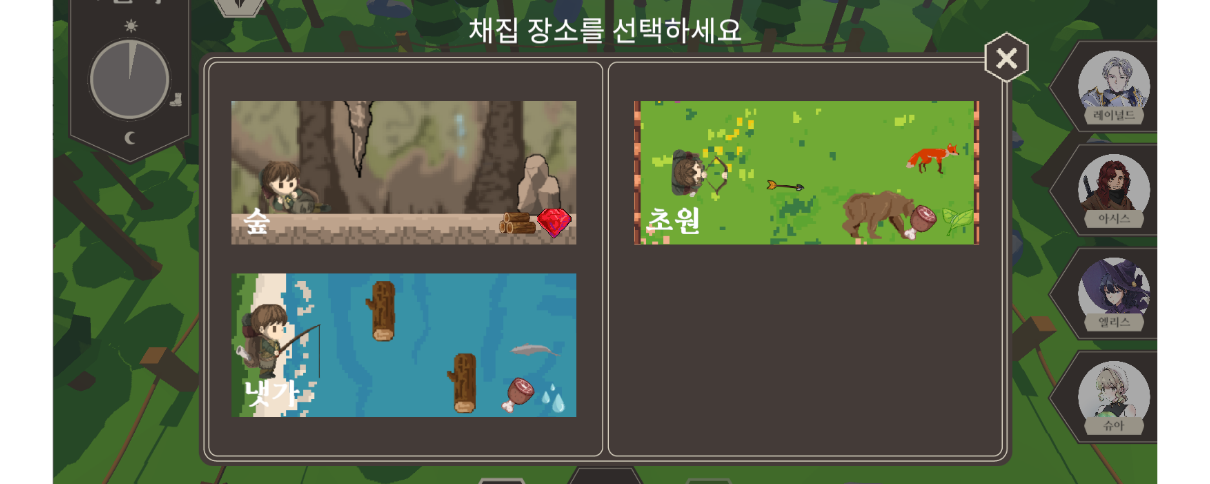 채집 장소를 선택하세요
숲
초원
냇가
레이널드
아시스
엘리스
슈아